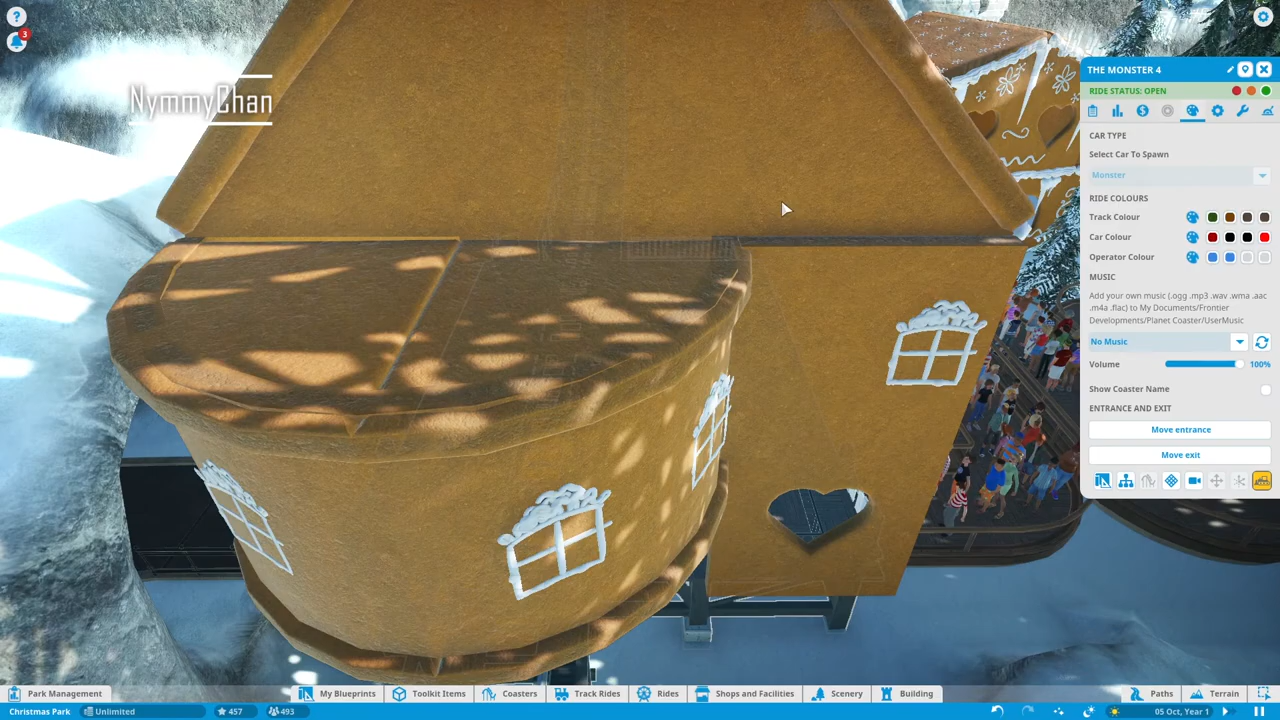 ?
3
NymmyChan
THE MONSTER 4
RIDE STATUS: OPEN
CAR TYPE
Select Car To Spawn
Monster
RIDE COLOURS
Track Colour
Car Colour
Operator Colour
MUSIC
Add your own music (.ogg .mp3 .wav .wma .aac
.m4a .flac) to My Documents/Frontier
Developments/Planet Coaster/UserMusic
No Music
Volume 100%
Show Coaster Name
ENTRANCE AND EXIT
Move entrance
Move exit
Park Management My Blueprints Toolkit Items Coasters Track Rides Rides Shops and Facilities Scenery Building Paths Terrain
Christmas Park Unlimited 457 493 05 Oct, Year 1